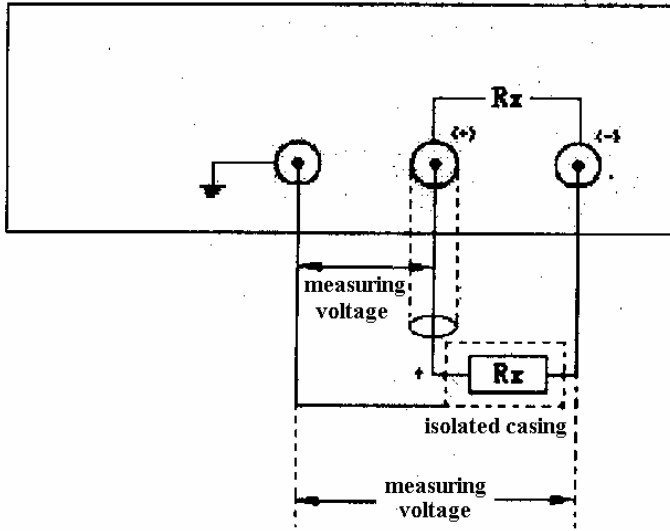 Rx
(+)
(-)
measuring
voltage
+
Rx
isolated casing
measuring
voltage